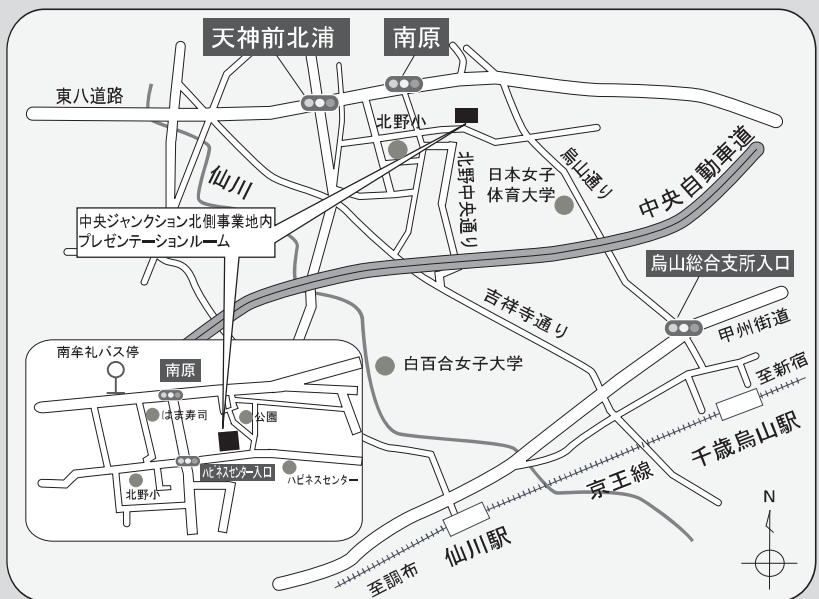 天神前北浦
南原
東八道路
北野小
仙川
北野中央通り
日本女子
体育大学
烏山通り
中央自動車道
中央ジャンクション北側事業地内
プレゼンテーションルーム
烏山総合支所入口
吉祥寺通り
甲州街道
白百合女子大学
至新宿
千歳烏山駅
京王線
仙川駅
至調布
N
南牟礼バス停
南原
はま寿司
公園
ハピネスセンター入口
ハピネスセンター
北野小